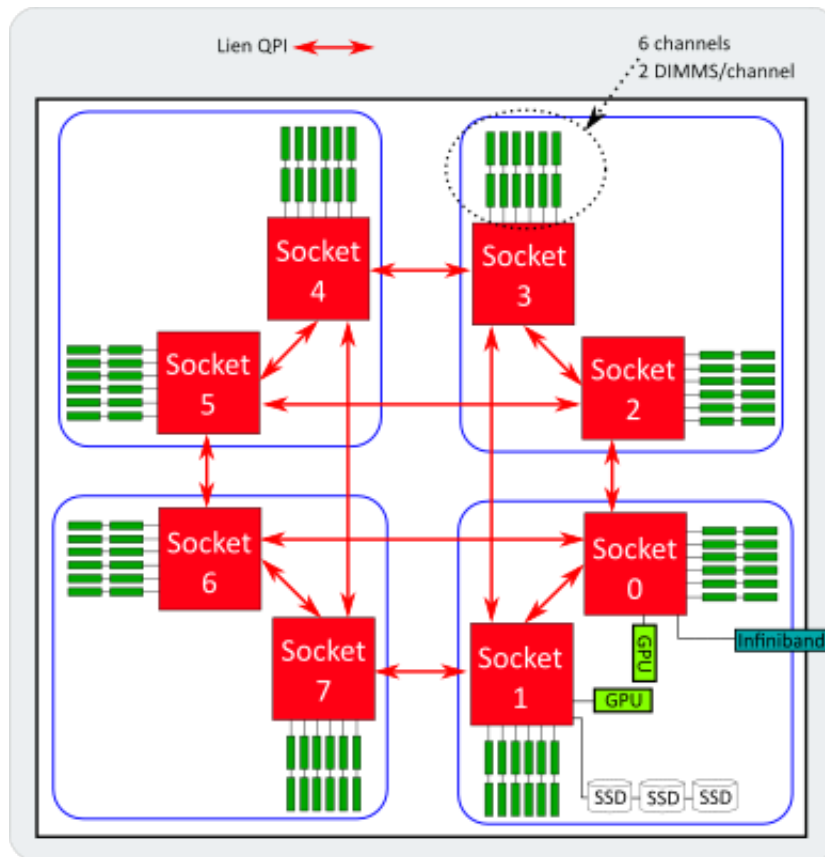 Lien QPI
6 channels
2 DIMMS/channel
Socket
4
Socket
3
Socket
5
Socket
2
Socket
6
Socket
0
Socket
7
Socket
1
GPU
Infiniband
GPU
SSD
SSD
SSD